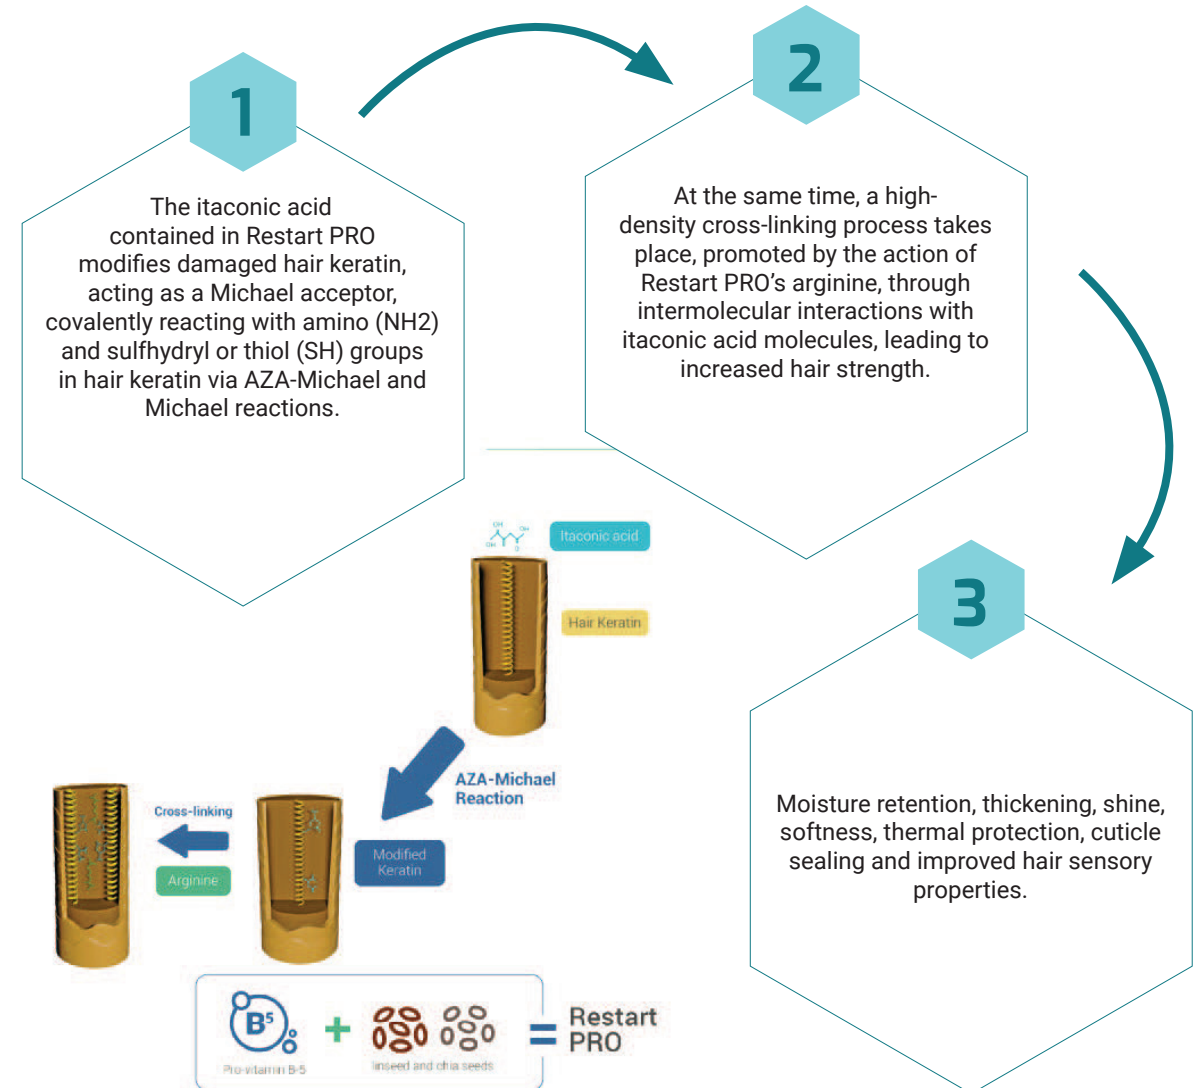 1
The itaconic acid
contained in Restart PRO
modifies damaged hair keratin,
acting as a Michael acceptor,
covalently reacting with amino (NH2)
and sulfhydryl or thiol (SH) groups
in hair keratin via AZA-Michael and
Michael reactions.
2
At the same time, a high-
density cross-linking process takes
place, promoted by the action of
Restart PRO’s arginine, through
intermolecular interactions with
itaconic acid molecules, leading to
increased hair strength.
3
Moisture retention, thickening, shine,
softness, thermal protection, cuticle
sealing and improved hair sensory
properties.
OH
OH
OH
O
Itaconic acid
Hair Keratin
AZA-Michael
Reaction
Modified
Keratin
Cross-linking
Arginine
B5
+
=
Restart
PRO
Pro-vitamin B-5
linseed and chia seeds